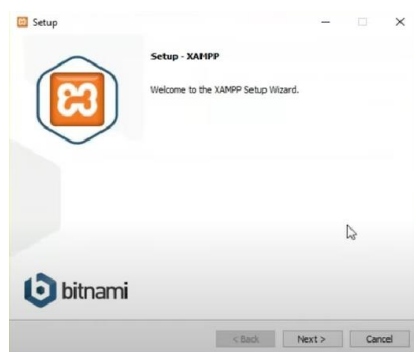 Setup
Setup - XAMPP
Welcome to the XAMPP Setup Wizard.
bitnami
< Back
Next >
Cancel